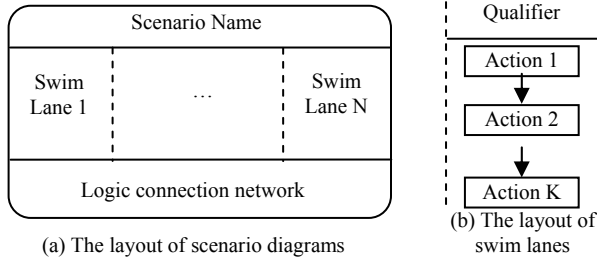 Scenario Name
Swim
Lane 1
...
Swim
Lane N
Logic connection network
(a) The layout of scenario diagrams
Qualifier
Action 1
Action 2
Action K
(b) The layout of
swim lanes